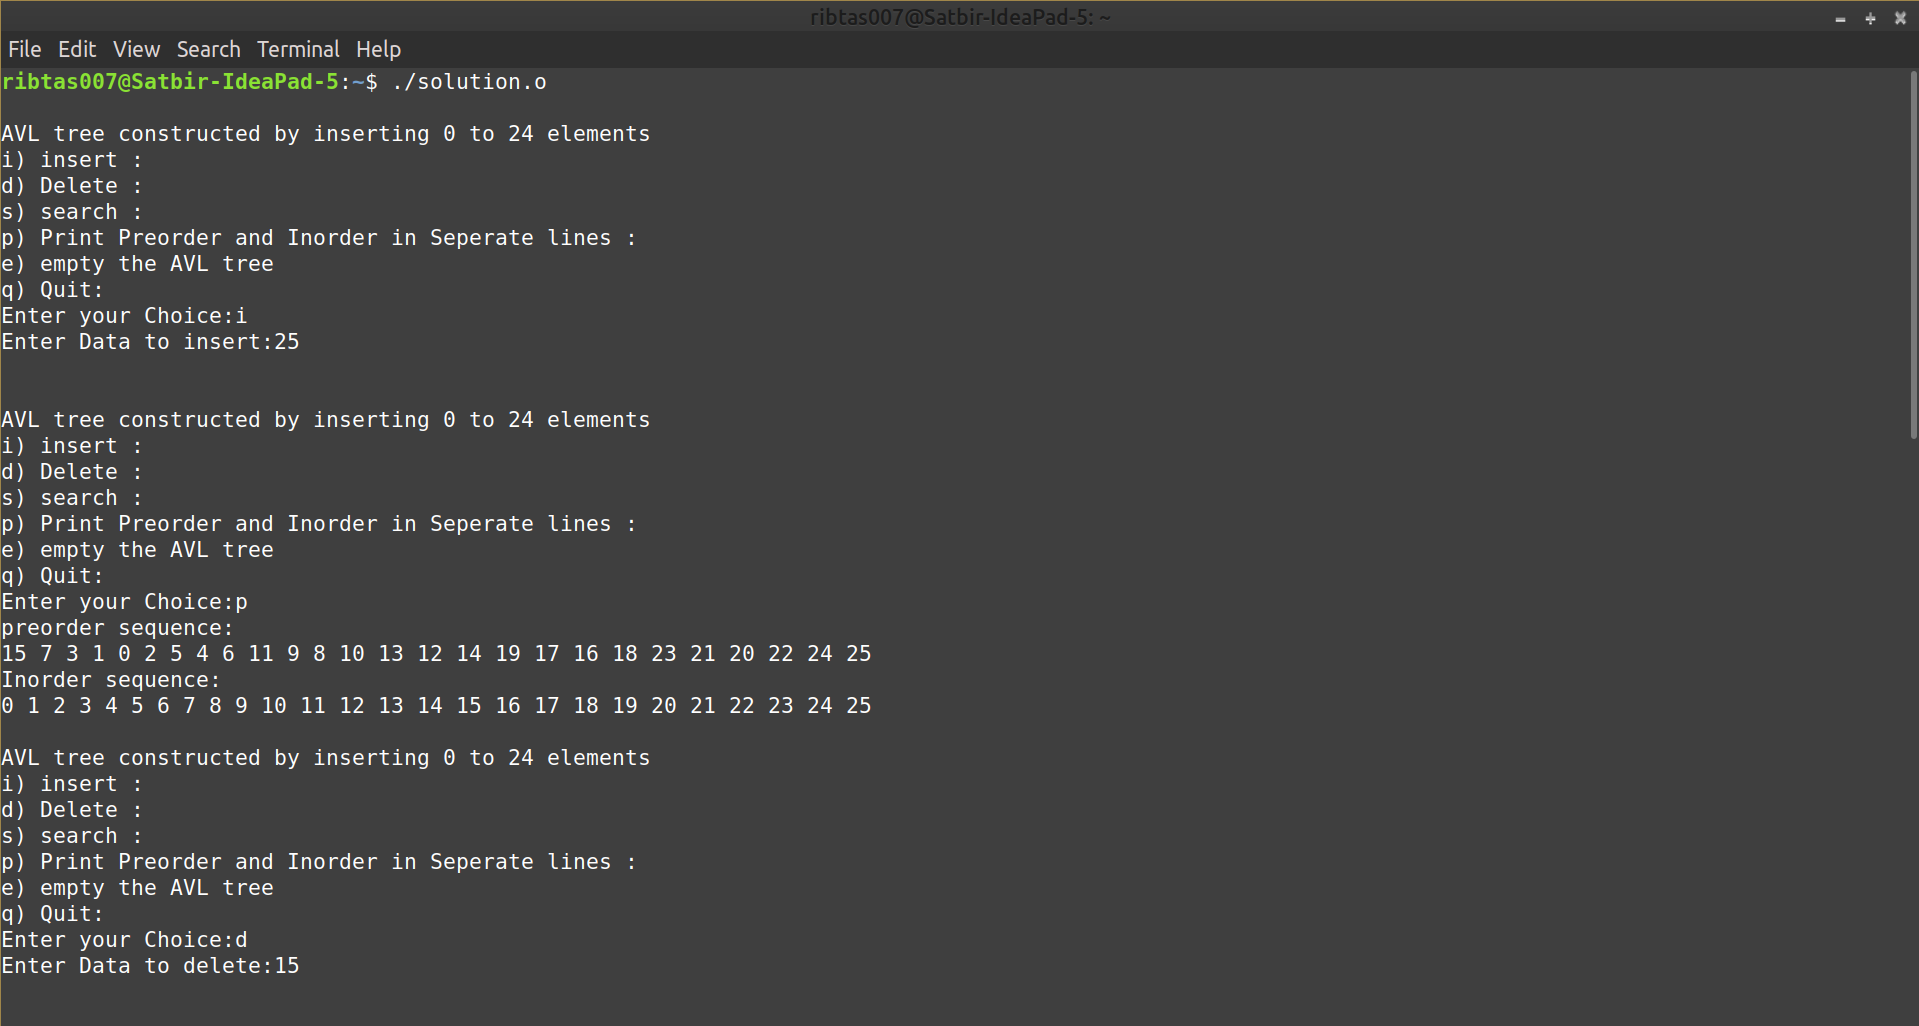 ribtas007@Satbir-IdeaPad-5: ~
File Edit View Search Terminal Help
ribtas007@Satbir-IdeaPad-5:~$ ./solution.o
AVL tree constructed by inserting 0 to 24 elements
i) insert :
d) Delete :
s) search :
p) Print Preorder and Inorder in Seperate lines :
e) empty the AVL tree
q) Quit:
Enter your Choice:i
Enter Data to insert:25
AVL tree constructed by inserting 0 to 24 elements
i) insert :
d) Delete :
s) search :
p) Print Preorder and Inorder in Seperate lines :
e) empty the AVL tree
q) Quit:
Enter your Choice:p
preorder sequence:
15 7 3 1 0 2 5 4 6 11 9 8 10 13 12 14 19 17 16 18 23 21 20 22 24 25
Inorder sequence:
0 1 2 3 4 5 6 7 8 9 10 11 12 13 14 15 16 17 18 19 20 21 22 23 24 25
AVL tree constructed by inserting 0 to 24 elements
i) insert :
d) Delete :
s) search :
p) Print Preorder and Inorder in Seperate lines :
e) empty the AVL tree
q) Quit:
Enter your Choice:d
Enter Data to delete:15